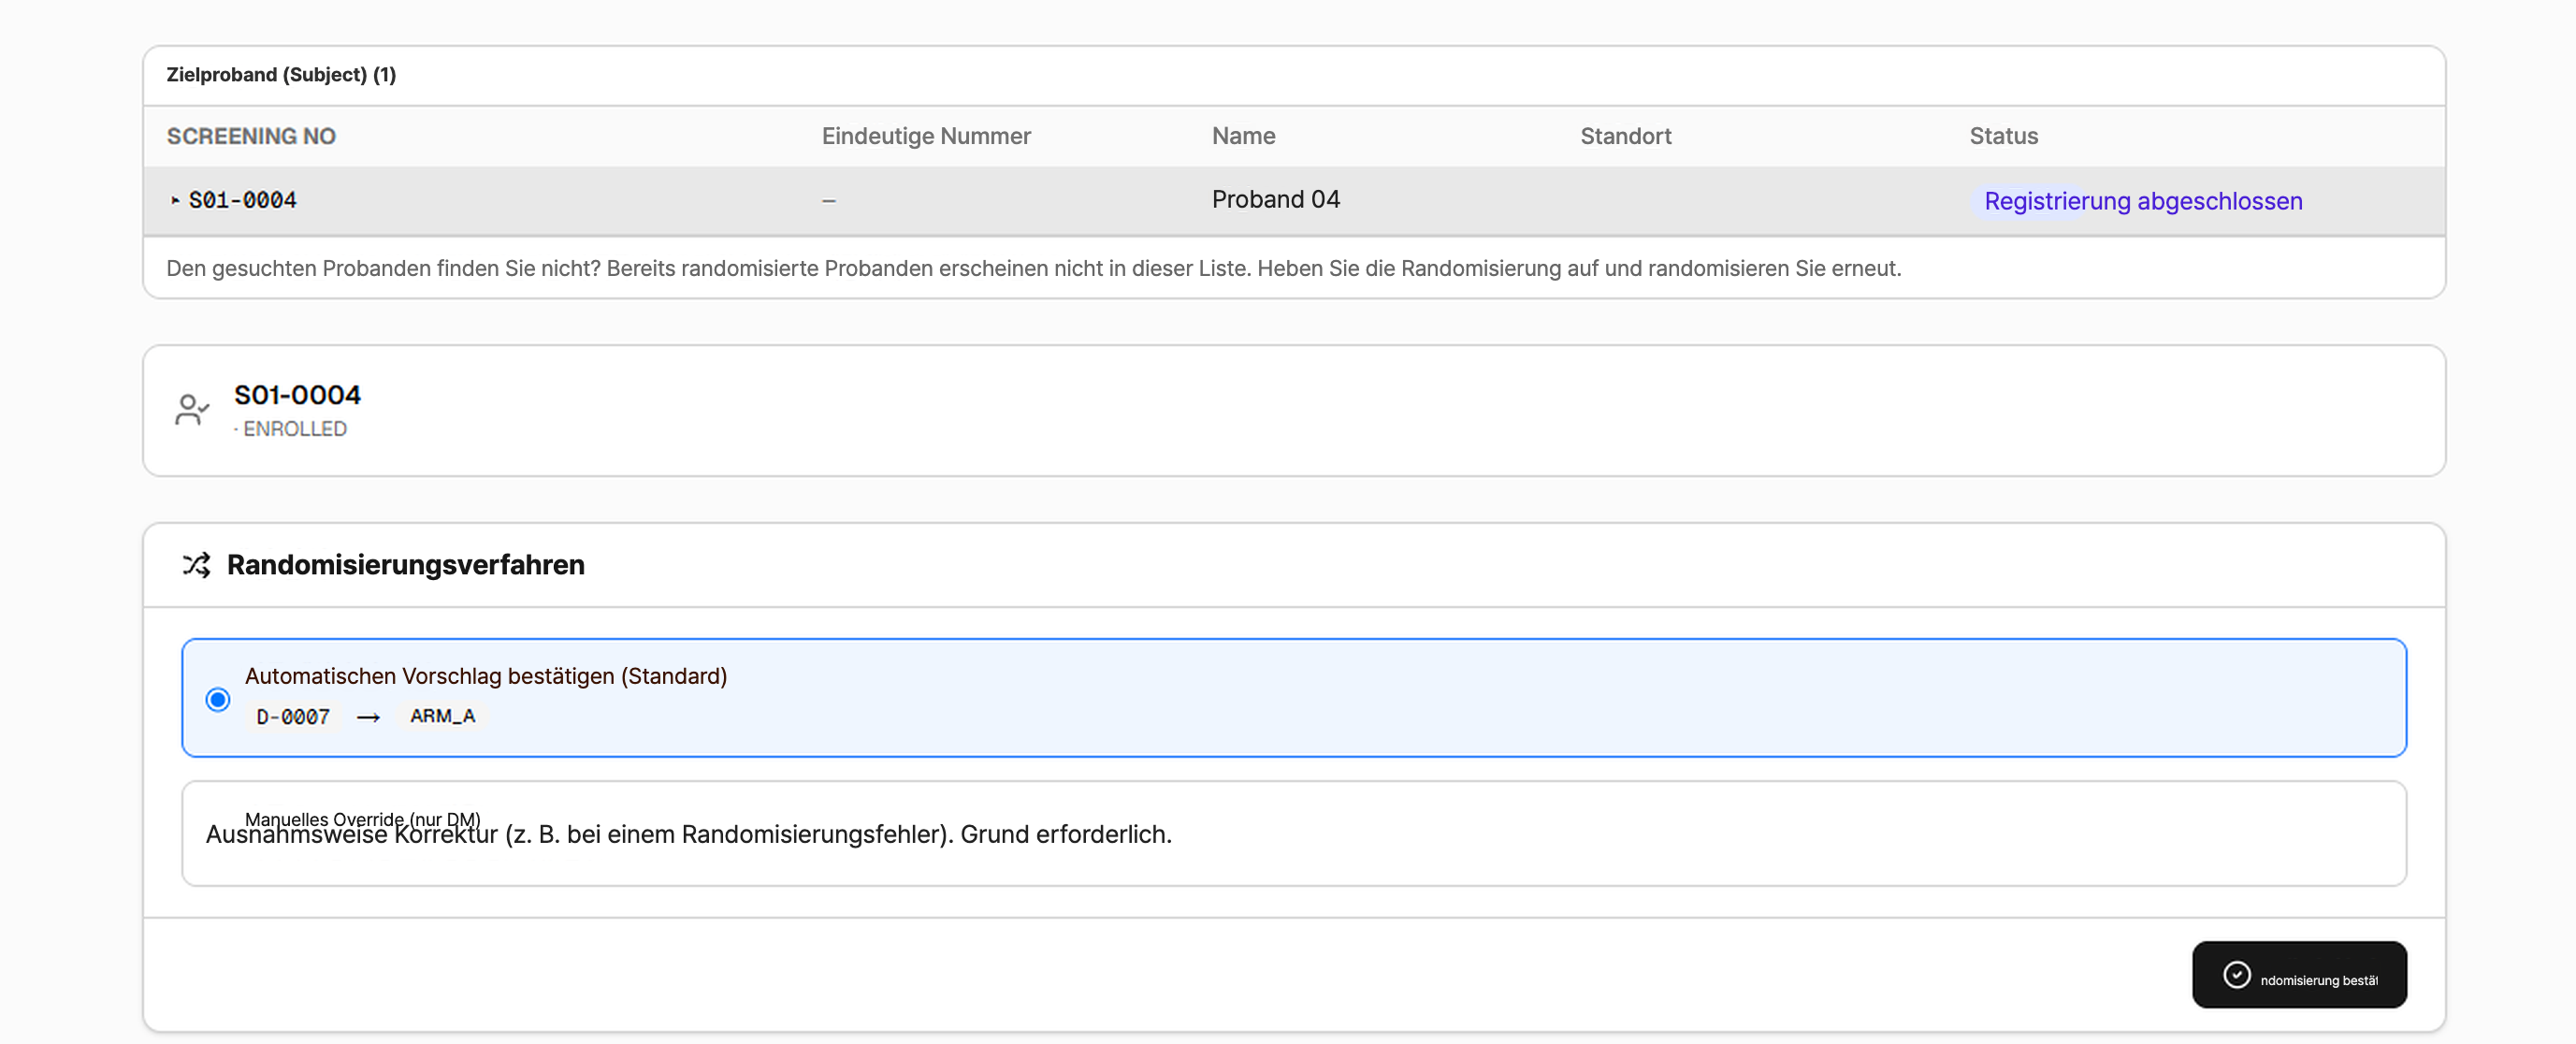 Zielproband (Subject) (1)
SCREENING NO Eindeutige Nummer Name Standort Status
S01-0004 – Proband 04 Registrierung abgeschlossen
Den gesuchten Probanden finden Sie nicht? Bereits randomisierte Probanden erscheinen nicht in dieser Liste. Heben Sie die Randomisierung auf und randomisieren Sie erneut.
S01-0004
· ENROLLED
Randomisierungsverfahren
Automatischen Vorschlag bestätigen (Standard)
D-0007 → ARM_A
Manuelles Override (nur DM)
Ausnahmsweise Korrektur (z. B. bei einem Randomisierungsfehler). Grund erforderlich.
ndomisierung bestät